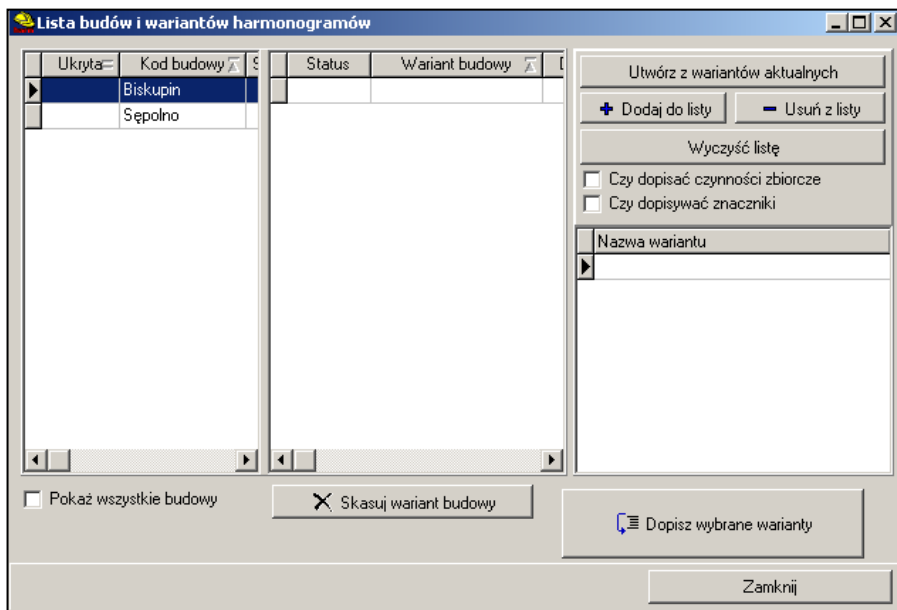 Lista budów i wariantów harmonogramów
Ukryta Kod budowy S
Biskupin
Sępolno
Status Wariant budowy
Utwórz z wariantów aktualnych
Dodaj do listy Usuń z listy
Wyczyść listę
Czy dopisać czynności zbiorcze
Czy dopisywać znaczniki
Nazwa wariantu
Pokaż wszystkie budowy
Skasuj wariant budowy
Dopisz wybrane warianty
Zamknij